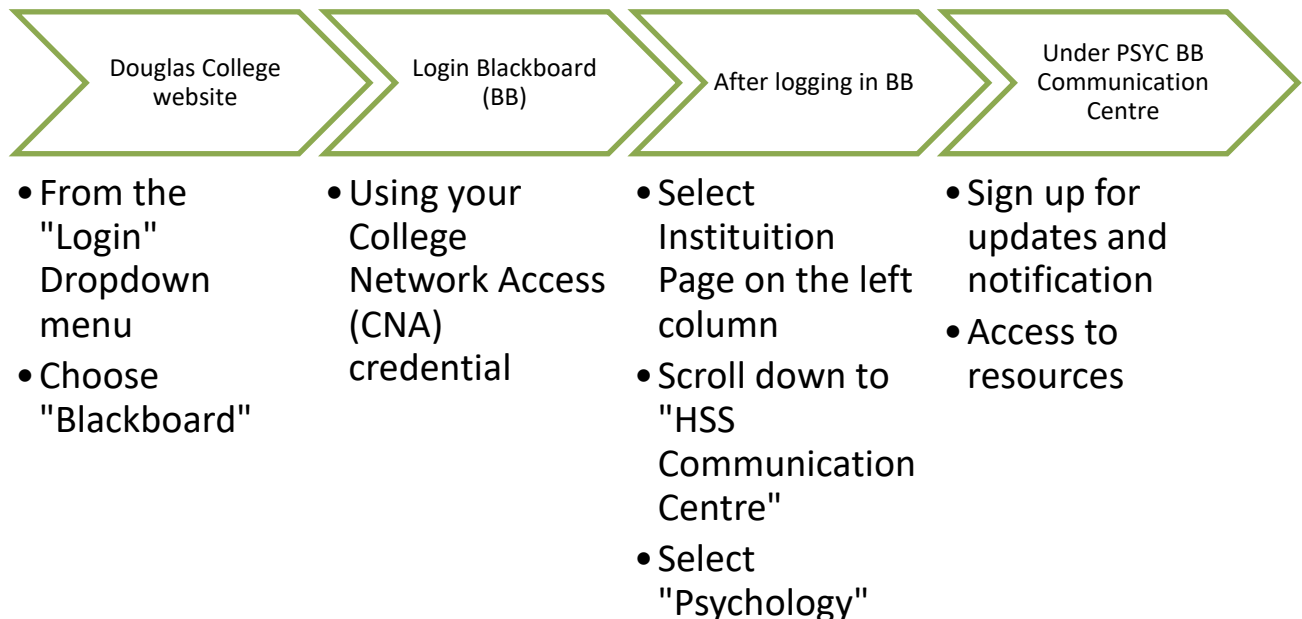 Douglas College
website
Login Blackboard
(BB)
After logging in BB
Under PSYC BB
Communication
Centre
•From the
"Login"
Dropdown
menu
•Choose
"Blackboard"
•Using your
College
Network Access
(CNA)
credential
•Select
Instituition
Page on the left
column
•Scroll down to
"HSS
Communication
Centre"
•Select
"Psychology"
•Sign up for
updates and
notification
•Access to
resources